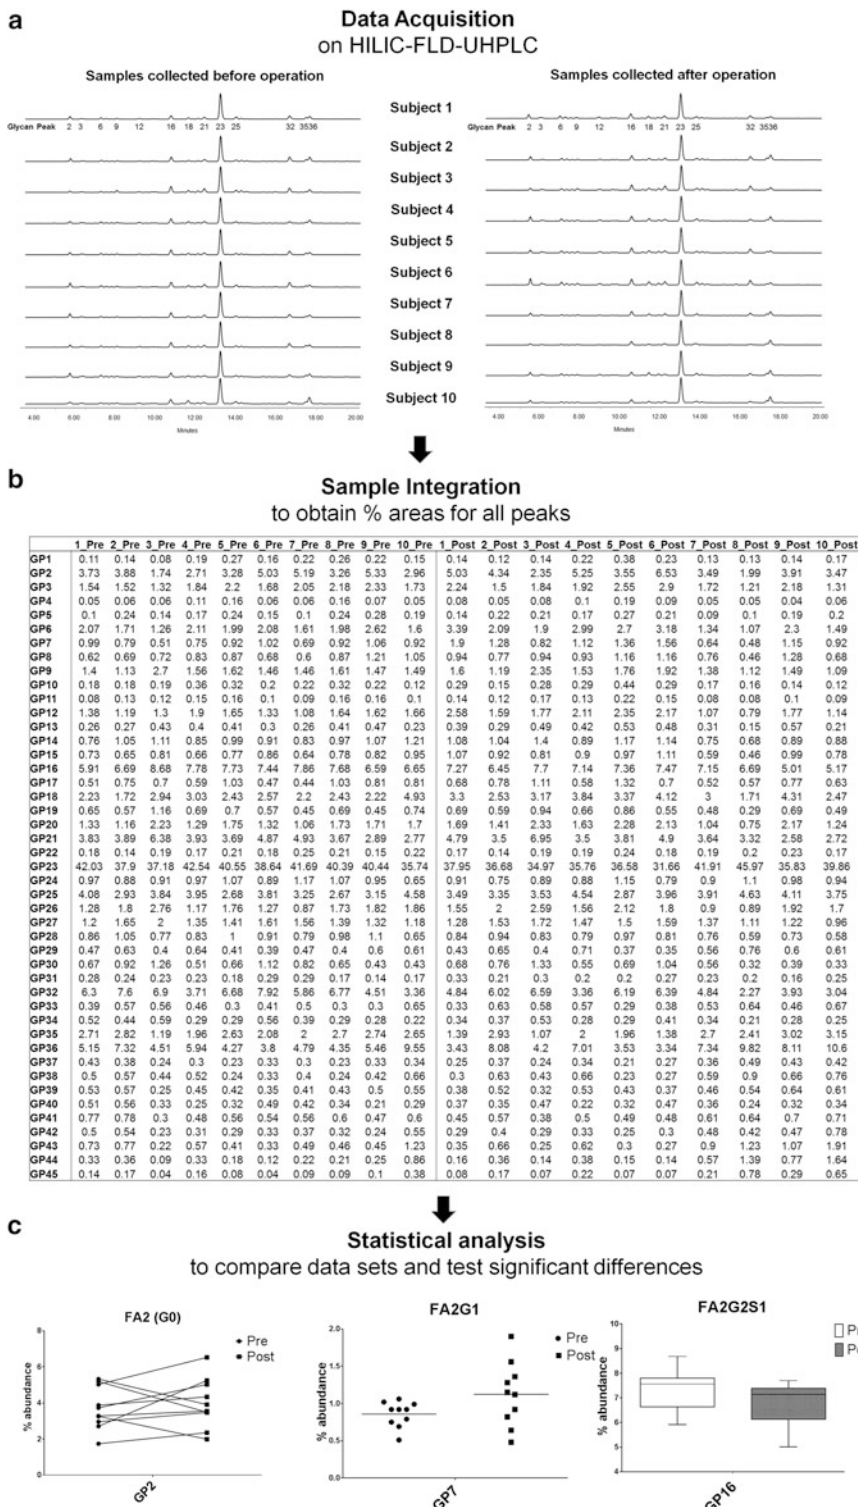 a
Data Acquisition
on HILIC-FLD-UHPLC
Samples collected before operation
Samples collected after operation
Subject 1
Glycan Peak 2 3 6 9 12 16 18 21 23 25 32 3536
Glycan Peak 2 3 6 9 12 16 18 21 23 25 32 3536
Subject 2
Subject 3
Subject 4
Subject 5
Subject 6
Subject 7
Subject 8
Subject 9
Subject 10
4.00 6.00 8.00 10.00 12.00 14.00 16.00 18.00 20.00
Minutes
4.00 6.00 8.00 10.00 12.00 14.00 16.00 18.00 20.00
Minutes
b
Sample Integration
to obtain % areas for all peaks
1_Pre 2_Pre 3_Pre 4_Pre 5_Pre 6_Pre 7_Pre 8_Pre 9_Pre 10_Pre 1_Post 2_Post 3_Post 4_Post 5_Post 6_Post 7_Post 8_Post 9_Post 10_Post
GP1 0.11 0.14 0.08 0.19 0.27 0.16 0.22 0.26 0.22 0.15 0.14 0.12 0.14 0.22 0.38 0.23 0.13 0.13 0.14 0.17
GP2 3.73 3.88 1.74 2.71 3.28 5.03 5.19 3.26 5.33 2.96 5.03 4.34 2.35 5.25 3.55 6.53 3.49 1.99 3.91 3.47
GP3 1.54 1.52 1.32 1.84 2.2 1.68 2.05 2.18 2.33 1.73 2.24 1.5 1.84 1.92 2.55 2.9 1.72 1.21 2.18 1.31
GP4 0.05 0.06 0.06 0.11 0.16 0.06 0.06 0.16 0.07 0.05 0.08 0.05 0.08 0.1 0.19 0.09 0.05 0.05 0.04 0.06
GP5 0.1 0.24 0.14 0.17 0.24 0.15 0.1 0.24 0.28 0.19 0.14 0.22 0.21 0.17 0.27 0.21 0.09 0.1 0.19 0.2
GP6 2.07 1.71 1.26 2.11 1.99 2.08 1.61 1.98 2.62 1.6 3.39 2.09 1.9 2.99 2.7 3.18 1.34 1.07 2.3 1.49
GP7 0.99 0.79 0.51 0.75 0.92 1.02 0.69 0.92 1.06 0.92 1.9 1.28 0.82 1.12 1.36 1.56 0.64 0.48 1.15 0.92
GP8 0.62 0.69 0.72 0.83 0.87 0.68 0.6 0.87 1.21 1.05 0.94 0.77 0.94 0.93 1.16 1.16 0.76 0.46 1.28 0.68
GP9 1.4 1.13 2.7 1.56 1.62 1.46 1.46 1.61 1.47 1.49 1.6 1.19 2.35 1.53 1.76 1.92 1.38 1.12 1.49 1.09
GP10 0.18 0.18 0.19 0.36 0.32 0.2 0.22 0.32 0.22 0.12 0.29 0.15 0.28 0.29 0.44 0.29 0.17 0.16 0.14 0.12
GP11 0.08 0.13 0.12 0.15 0.16 0.1 0.09 0.16 0.16 0.1 0.14 0.12 0.17 0.13 0.22 0.15 0.08 0.08 0.1 0.09
GP12 1.38 1.19 1.3 1.9 1.65 1.33 1.08 1.64 1.62 1.66 2.58 1.59 1.77 2.11 2.35 2.17 1.07 0.79 1.77 1.14
GP13 0.26 0.27 0.43 0.4 0.41 0.3 0.26 0.41 0.47 0.23 0.39 0.29 0.49 0.42 0.53 0.48 0.31 0.15 0.57 0.21
GP14 0.76 1.05 1.11 0.85 0.99 0.91 0.83 0.97 1.07 1.21 1.08 1.04 1.4 0.89 1.17 1.14 0.75 0.68 0.89 0.88
GP15 0.73 0.65 0.81 0.66 0.77 0.86 0.64 0.78 0.82 0.95 1.07 0.92 0.81 0.9 0.97 1.11 0.59 0.46 0.99 0.78
GP16 5.91 6.69 8.68 7.78 7.73 7.44 7.86 7.68 6.59 6.65 7.27 6.45 7.7 7.14 7.36 7.47 7.15 6.69 5.01 5.17
GP17 0.51 0.75 0.7 0.59 1.03 0.47 0.44 1.03 0.81 0.81 0.68 0.78 1.11 0.58 1.32 0.7 0.52 0.57 0.77 0.63
GP18 2.23 1.72 2.94 3.03 2.43 2.57 2.2 2.43 2.22 4.93 3.3 2.53 3.17 3.84 3.37 4.12 3 1.71 4.31 2.47
GP19 0.65 0.57 1.16 0.69 0.7 0.57 0.45 0.69 0.45 0.74 0.69 0.59 0.94 0.66 0.86 0.55 0.48 0.29 0.69 0.49
GP20 1.33 1.16 2.23 1.29 1.75 1.32 1.06 1.73 1.71 1.7 1.69 1.41 2.33 1.63 2.28 2.13 1.04 0.75 2.17 1.24
GP21 3.83 3.89 6.38 3.93 3.69 4.87 4.93 3.67 2.89 2.77 4.79 3.5 6.95 3.5 3.81 4.9 3.64 3.32 2.58 2.72
GP22 0.18 0.14 0.19 0.17 0.21 0.18 0.25 0.21 0.15 0.22 0.17 0.14 0.19 0.19 0.24 0.18 0.19 0.2 0.23 0.17
GP23 42.03 37.9 37.18 42.54 40.55 38.64 41.69 40.39 40.44 35.74 37.95 36.68 34.97 35.76 36.58 31.66 41.91 45.97 35.83 39.86
GP24 0.97 0.88 0.91 0.97 1.07 0.89 1.17 1.07 0.95 0.65 0.91 0.75 0.89 0.88 1.15 0.79 0.9 1.1 0.98 0.94
GP25 4.08 2.93 3.84 3.95 2.68 3.81 3.25 2.67 3.15 4.58 3.49 3.35 3.53 4.54 2.87 3.96 3.91 4.63 4.11 3.75
GP26 1.28 1.8 2.76 1.17 1.76 1.27 0.87 1.73 1.82 1.86 1.55 2 2.59 1.56 2.12 1.8 0.9 0.89 1.92 1.7
GP27 1.2 1.65 2 1.35 1.41 1.61 1.56 1.39 1.32 1.18 1.28 1.53 1.72 1.47 1.5 1.59 1.37 1.11 1.22 0.96
GP28 0.86 1.05 0.77 0.83 1 0.91 0.79 0.98 1.1 0.65 0.84 0.94 0.83 0.79 0.97 0.81 0.76 0.59 0.73 0.58
GP29 0.47 0.63 0.4 0.64 0.41 0.39 0.47 0.4 0.6 0.61 0.43 0.65 0.4 0.71 0.37 0.35 0.56 0.76 0.6 0.61
GP30 0.67 0.92 1.26 0.51 0.66 1.12 0.82 0.65 0.43 0.43 0.68 0.76 1.33 0.55 0.69 1.04 0.56 0.32 0.39 0.33
GP31 0.28 0.24 0.23 0.23 0.18 0.29 0.29 0.17 0.14 0.17 0.33 0.21 0.3 0.2 0.2 0.27 0.23 0.2 0.16 0.25
GP32 6.3 7.6 6.9 3.71 6.68 7.92 5.86 6.77 4.51 3.36 4.84 6.02 6.59 3.36 6.19 6.39 4.84 2.27 3.93 3.04
GP33 0.39 0.57 0.56 0.46 0.3 0.41 0.5 0.3 0.3 0.65 0.33 0.63 0.58 0.57 0.29 0.38 0.53 0.64 0.46 0.67
GP34 0.52 0.44 0.59 0.29 0.29 0.56 0.39 0.29 0.28 0.22 0.34 0.37 0.53 0.28 0.29 0.41 0.34 0.21 0.28 0.25
GP35 2.71 2.82 1.19 1.96 2.63 2.08 2 2.7 2.74 2.65 1.39 2.93 1.07 2 1.96 1.38 2.7 2.41 3.02 3.15
GP36 5.15 7.32 4.51 5.94 4.27 3.8 4.79 4.35 5.46 9.55 3.43 8.08 4.2 7.01 3.53 3.34 7.34 9.82 8.11 10.6
GP37 0.43 0.38 0.24 0.3 0.23 0.33 0.3 0.23 0.33 0.34 0.25 0.37 0.24 0.34 0.21 0.27 0.36 0.49 0.43 0.42
GP38 0.5 0.57 0.44 0.52 0.24 0.33 0.4 0.24 0.42 0.66 0.3 0.63 0.43 0.66 0.23 0.27 0.59 0.9 0.66 0.76
GP39 0.53 0.57 0.25 0.45 0.42 0.35 0.41 0.43 0.5 0.55 0.38 0.52 0.32 0.53 0.43 0.37 0.46 0.54 0.64 0.61
GP40 0.51 0.56 0.33 0.25 0.32 0.49 0.42 0.34 0.21 0.29 0.37 0.35 0.47 0.22 0.32 0.47 0.36 0.24 0.32 0.34
GP41 0.77 0.78 0.3 0.48 0.56 0.54 0.56 0.6 0.47 0.6 0.45 0.57 0.38 0.5 0.49 0.48 0.61 0.64 0.7 0.71
GP42 0.5 0.54 0.23 0.31 0.29 0.33 0.37 0.32 0.24 0.55 0.29 0.4 0.29 0.33 0.25 0.3 0.48 0.42 0.47 0.78
GP43 0.73 0.77 0.22 0.57 0.41 0.33 0.49 0.46 0.45 1.23 0.35 0.66 0.25 0.62 0.3 0.27 0.9 1.23 1.07 1.91
GP44 0.33 0.36 0.09 0.33 0.18 0.12 0.22 0.21 0.25 0.86 0.16 0.36 0.14 0.38 0.15 0.14 0.57 1.39 0.77 1.64
GP45 0.14 0.17 0.04 0.16 0.08 0.04 0.09 0.09 0.1 0.38 0.08 0.17 0.07 0.22 0.07 0.07 0.21 0.78 0.29 0.65
c
Statistical analysis
to compare data sets and test significant differences
FA2 (G0)
% abundance
8
6
4
2
0
Pre
Post
GP2
FA2G1
% abundance
2.0
1.5
1.0
0.5
0.0
Pre
Post
GP7
FA2G2S1
% abundance
10
9
8
7
6
5
4
GP16